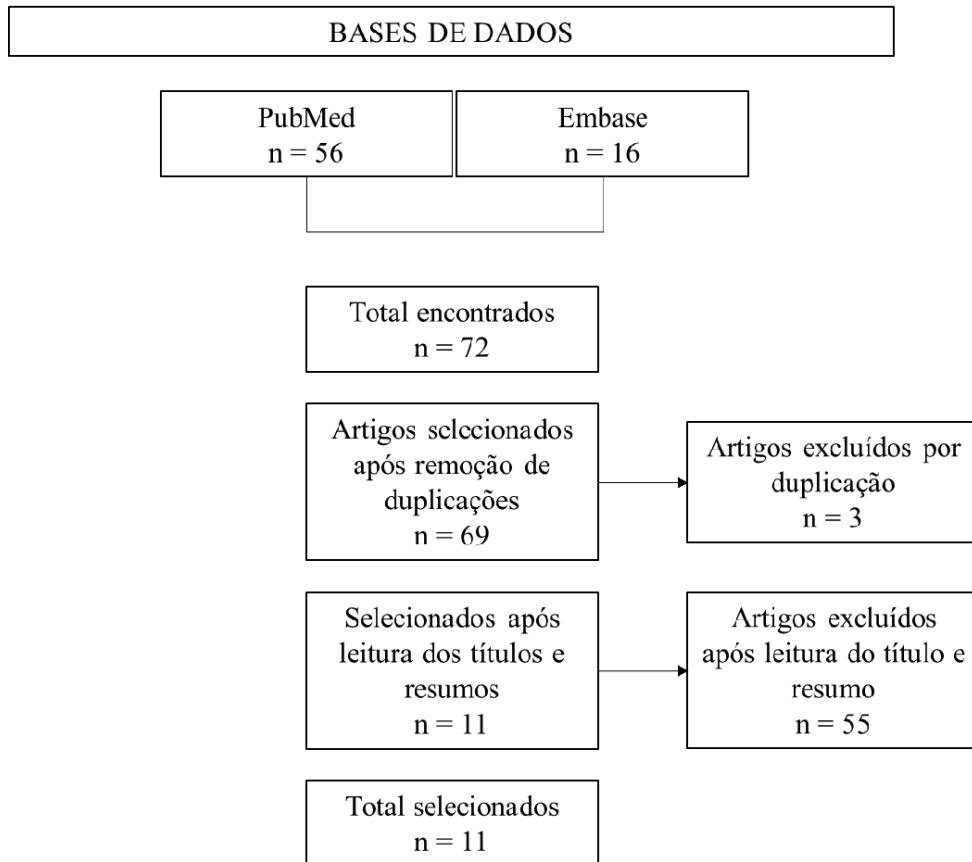 BASES DE DADOS
PubMed
n = 56
Embase
n = 16
Total encontrados
n = 72
Artigos selecionados
após remoção de
duplicações
n = 69
Artigos excluídos por
duplicação
n = 3
Selecionados após
leitura dos títulos e
resumos
n = 11
Artigos excluídos
após leitura do título e
resumo
n = 55
Total selecionados
n = 11